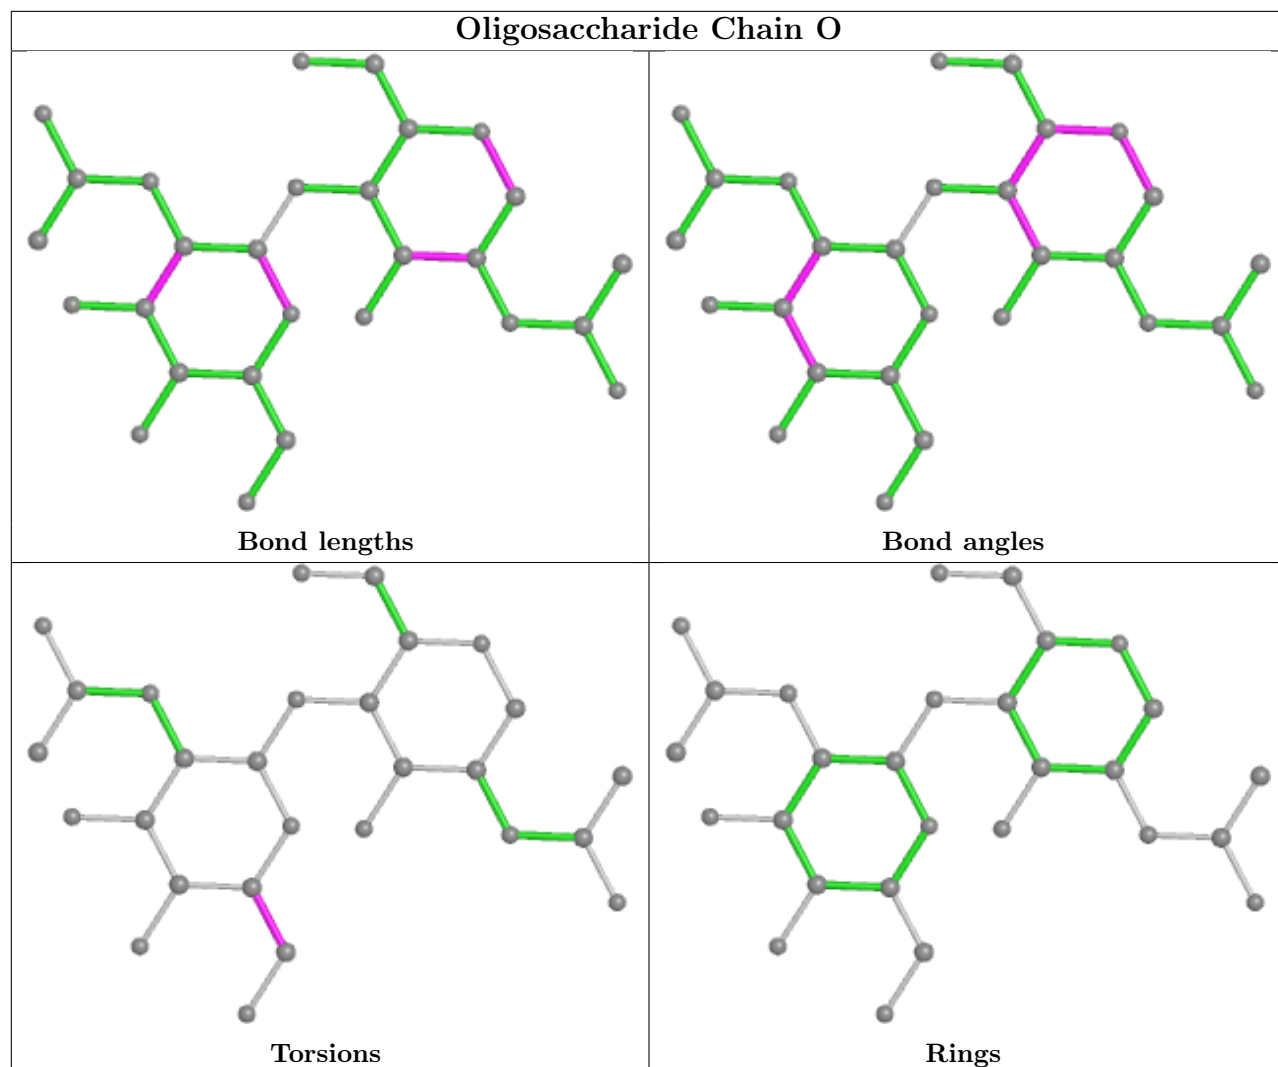 Oligosaccharide Chain O
Bond lengths
Bond angles
Torsions
Rings